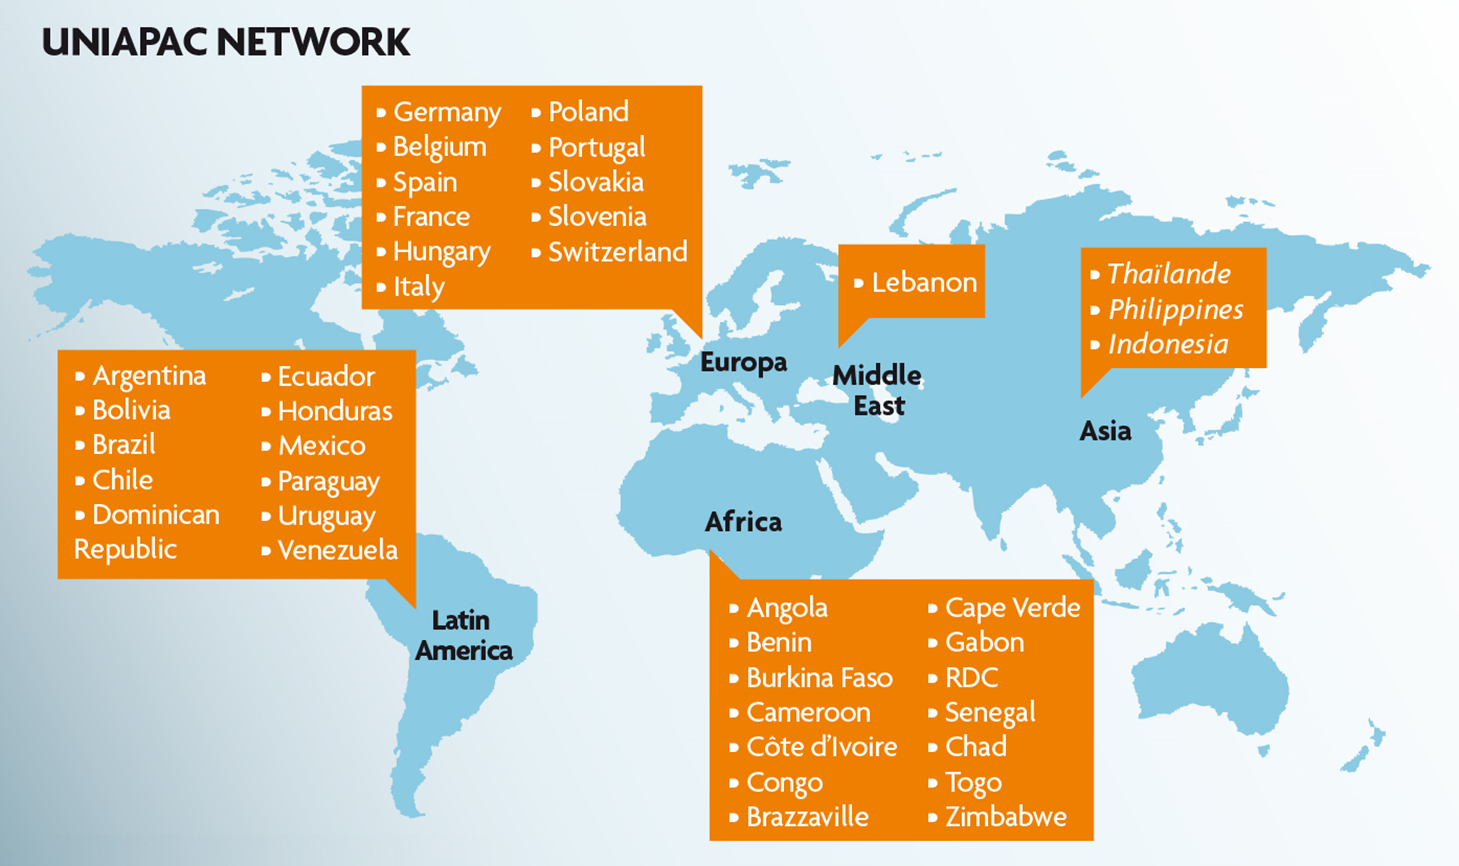 UNIAPAC NETWORK
Germany
Belgium
Spain
France
Hungary
Italy
Poland
Portugal
Slovakia
Slovenia
Switzerland
Europa
Lebanon
Middle
East
Thaïlande
Philippines
Indonesia
Asia
Argentina
Bolivia
Brazil
Chile
Dominican
Republic
Ecuador
Honduras
Mexico
Paraguay
Uruguay
Venezuela
Latin
America
Africa
Angola
Benin
Burkina Faso
Cameroon
Côte d'Ivoire
Congo
Brazzaville
Cape Verde
Gabon
RDC
Senegal
Chad
Togo
Zimbabwe